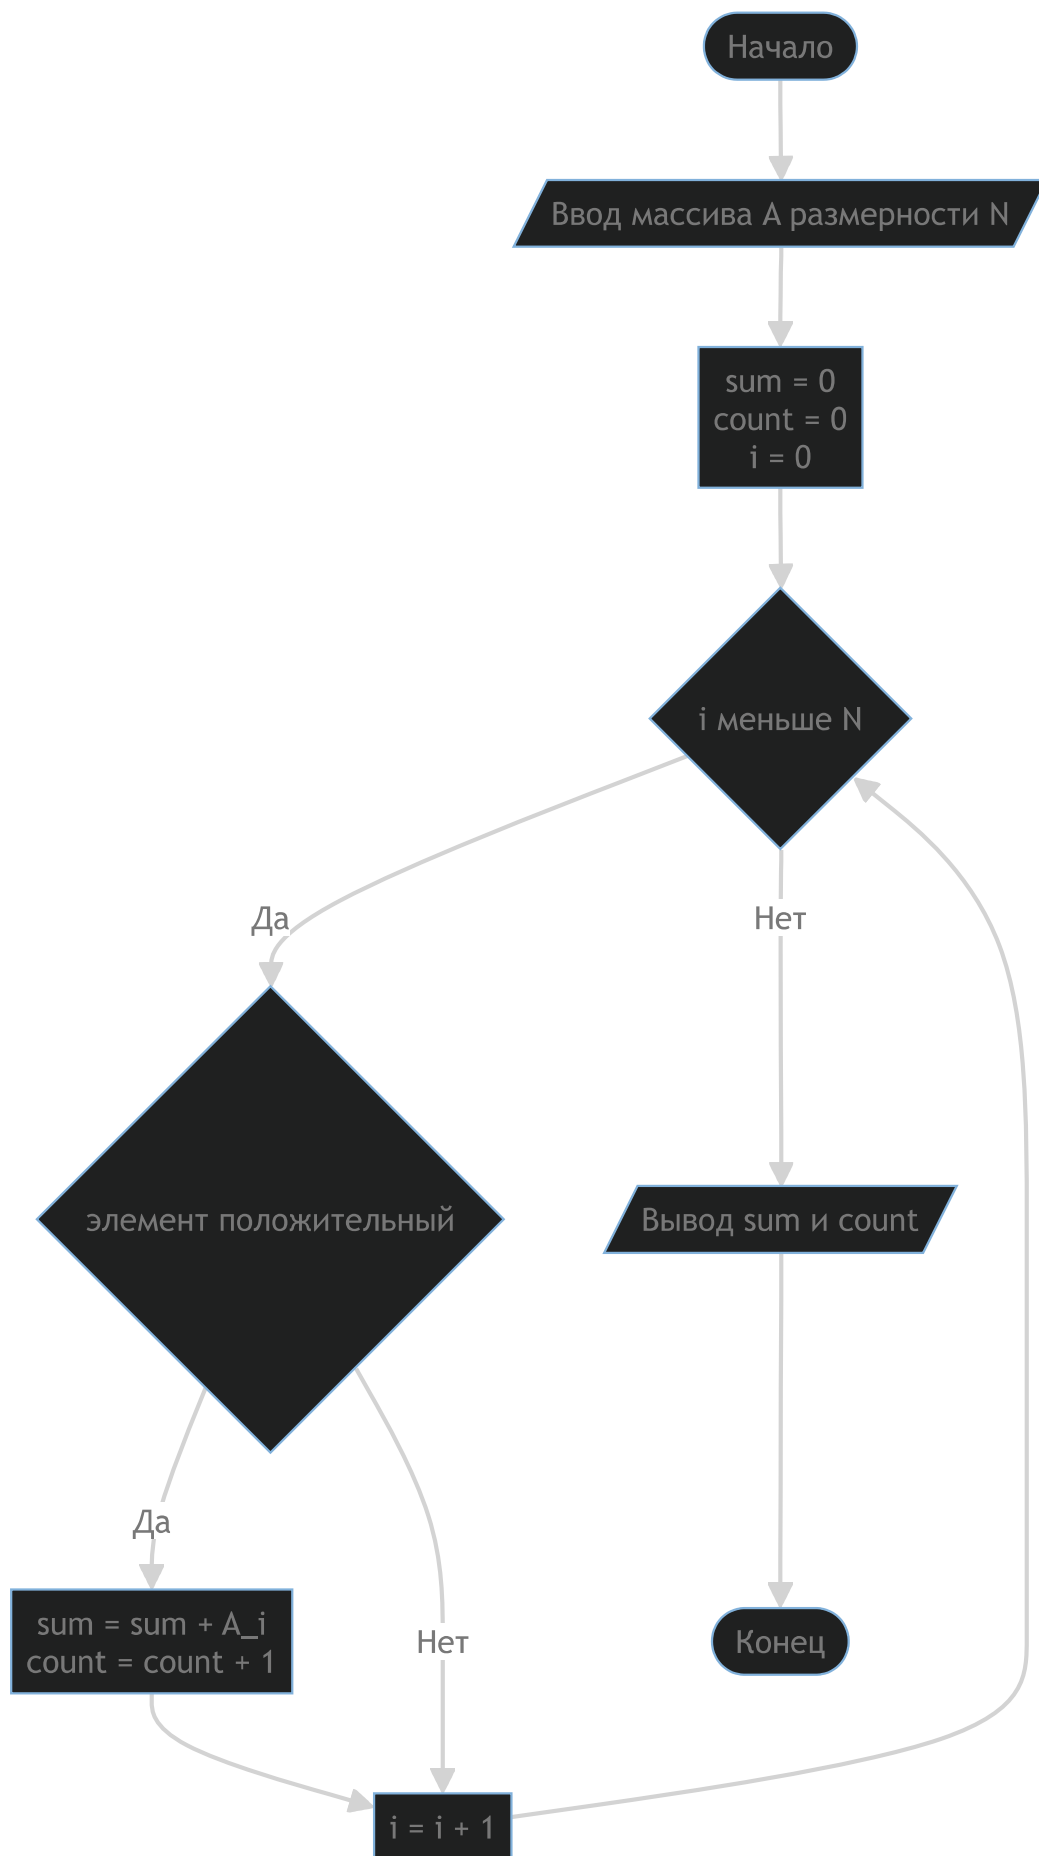 Начало
Ввод массива A размерности N
sum = 0
count = 0
i = 0
i меньше N
Да
Нет
элемент положительный
Вывод sum и count
Да
sum = sum + A_i
count = count + 1
Нет
Конец
i = i + 1